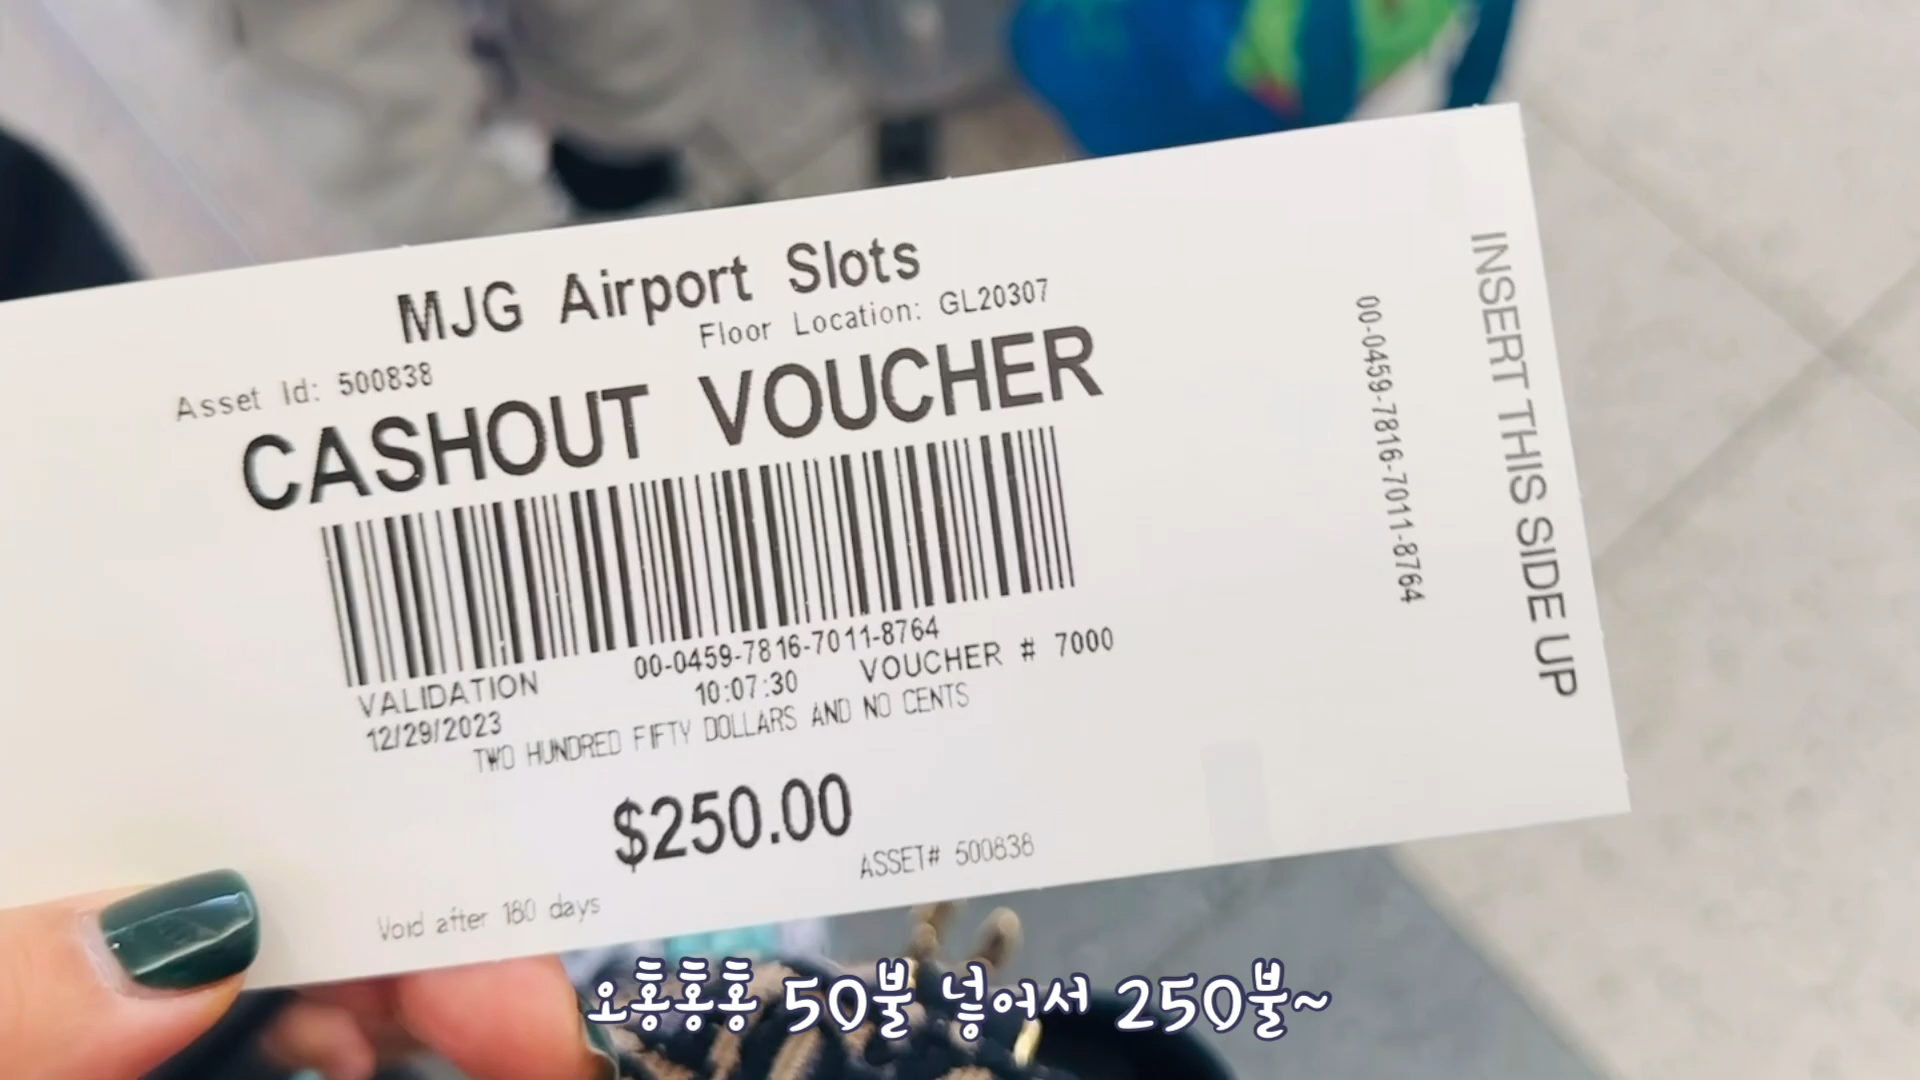 MJG Airport Slots
Floor Location: GL20307
Asset Id: 500838
CASHOUT VOUCHER
00-0459-7816-7011-8764
VALIDATION
10:07:30 VOUCHER # 7000
12/29/2023
TWO HUNDRED FIFTY DOLLARS AND NO CENTS
$250.00
ASSET# 500838
Void after 180 days
00-0459-7816-7011-8764
INSERT THIS SIDE UP
오홍홍홍 50불 넣어서 250불~